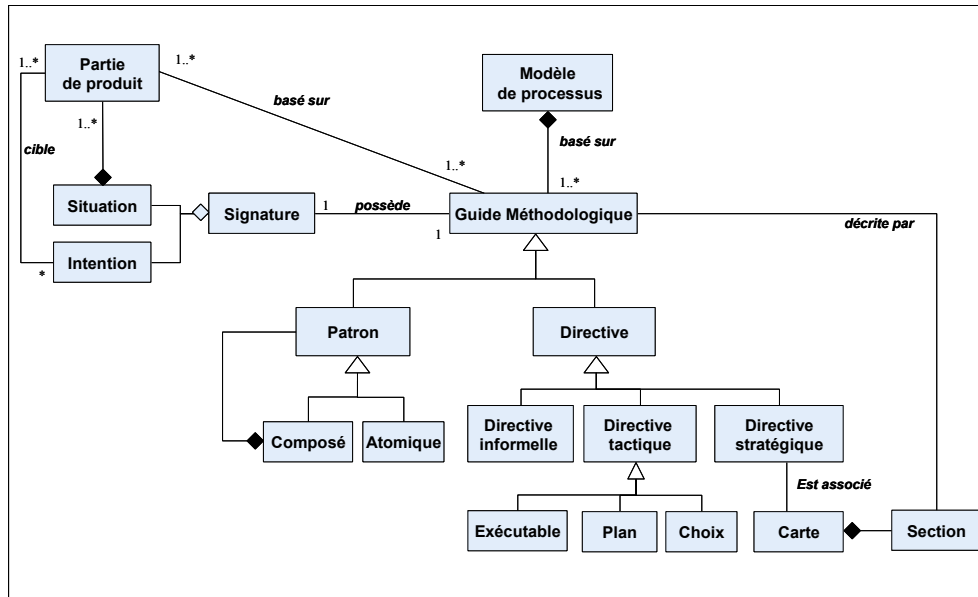 1..*
Partie
de produit
1..*
Modèle
de processus
basé sur
basé sur
1..*
cible
1..*
1..*
Situation
Signature
1
possède
Guide Méthodologique
décrite par
1
Intention
*
Patron
Directive
Composé
Atomique
Directive
informelle
Directive
tactique
Directive
stratégique
Est associé
Exécutable
Plan
Choix
Carte
Section